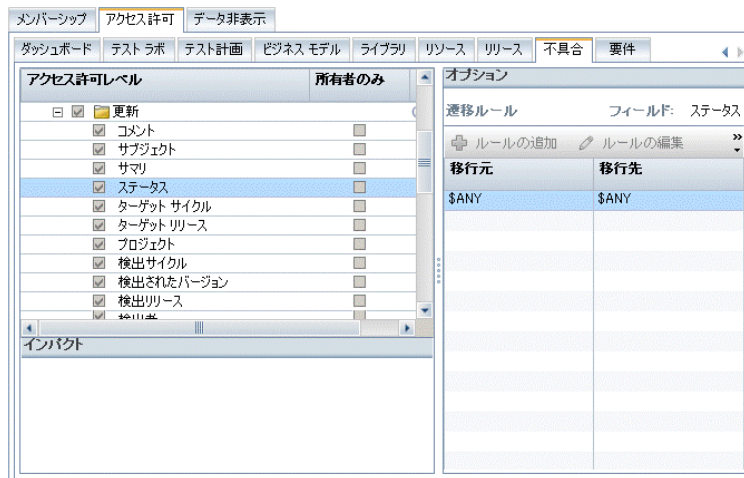 メンバーシップ アクセス許可 データ非表示
ダッシュボード テスト ラボ テスト計画 ビジネス モデル ライブラリ リソース リリース 不具合 要件
アクセス許可レベル 所有者のみ
更新
コメント
サブジェクト
サマリ
ステータス
ターゲット サイクル
ターゲット リリース
プロジェクト
検出サイクル
検出されたバージョン
検出リリース
検出者
インパクト
オプション
遷移ルール フィールド: ステータス
ルールの追加 ルールの編集 »
移行元 移行先
$ANY $ANY